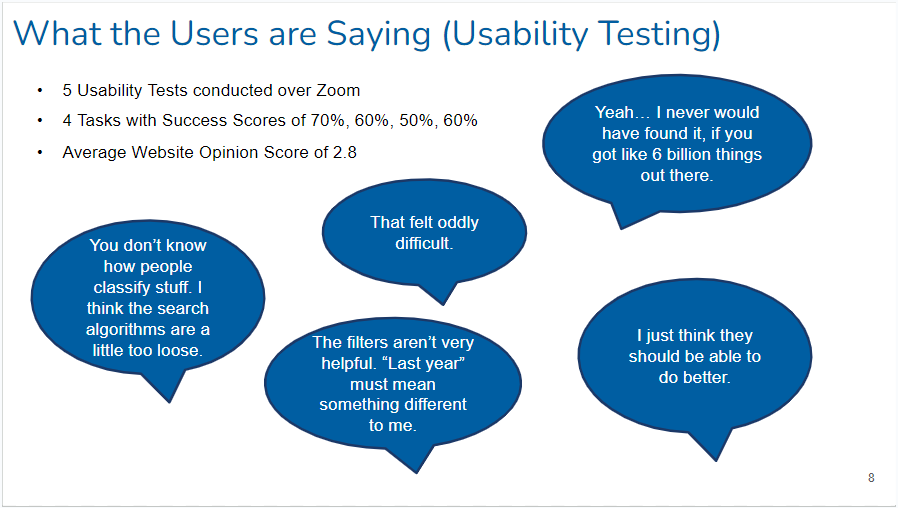 What the Users are Saying (Usability Testing)
• 5 Usability Tests conducted over Zoom
• 4 Tasks with Success Scores of 70%, 60%, 50%, 60%
• Average Website Opinion Score of 2.8
Yeah… I never would
have found it, if you
got like 6 billion things
out there.
That felt oddly
difficult.
You don’t know
how people
classify stuff. I
think the search
algorithms are a
little too loose.
The filters aren’t very
helpful. “Last year”
must mean
something different
to me.
I just think they
should be able to
do better.
8